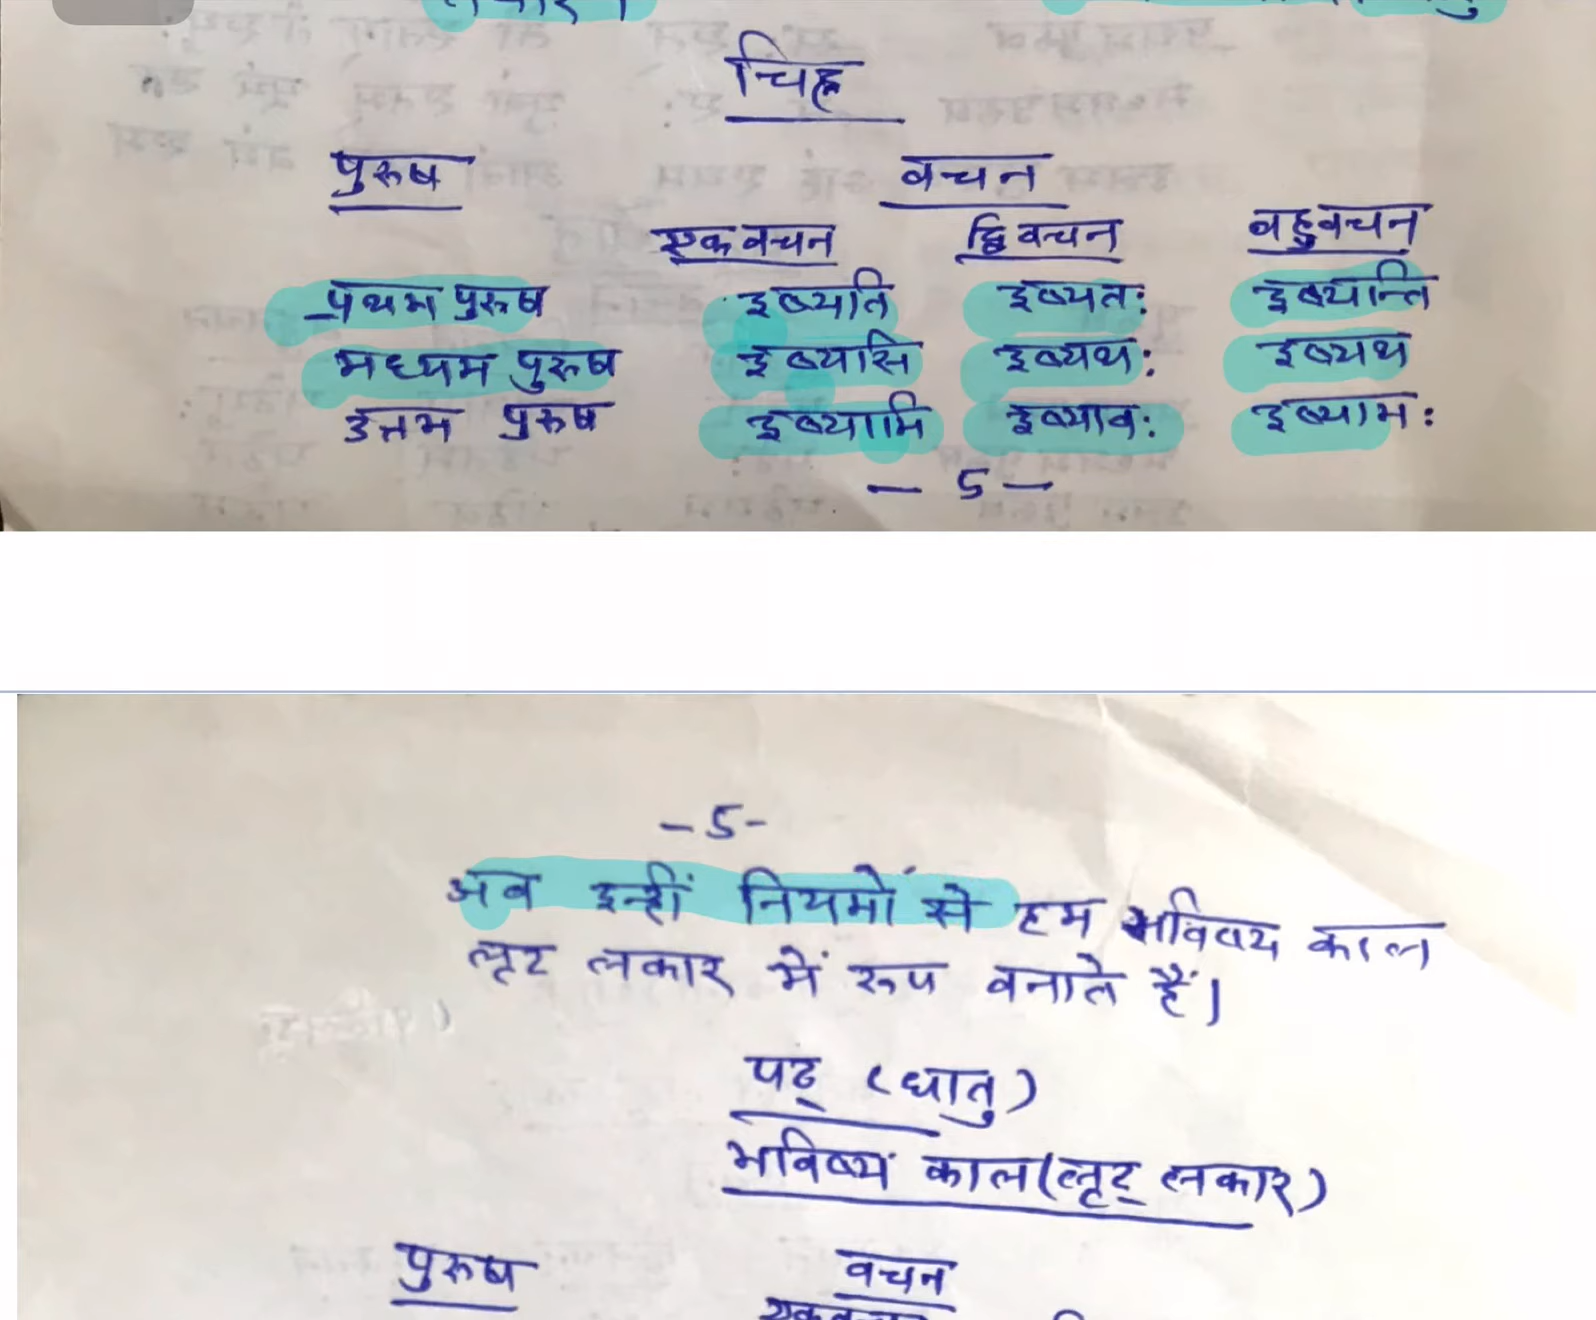 चिह्न
पुरुष वचन
एकवचन द्विवचन बहुवचन
प्रथम पुरुष इष्यति इष्यतः इष्यन्ति
मध्यम पुरुष इष्यसि इष्यथः इष्यथ
उत्तम पुरुष इष्यामि इष्यावः इष्यामः
— 5 —
-5-
अब इन्हीं नियमों से हम भविष्य काल
लृट लकार में रूप बनाते हैं।
पठ् (धातु)
भविष्य काल(लृट् लकार)
पुरुष वचन
एकवचन